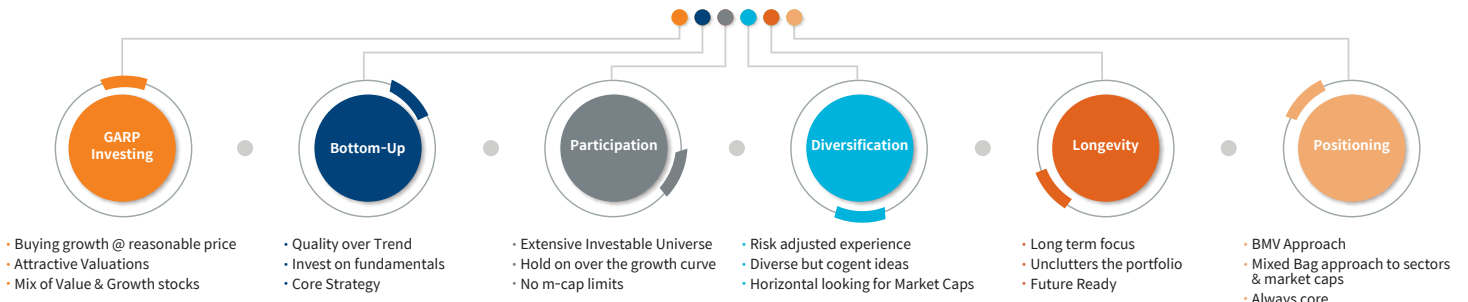 GARP
Investing
Bottom-Up
Participation
Diversification
Longevity
Positioning
• Buying growth @ reasonable price
• Attractive Valuations
• Mix of Value & Growth stocks
• Quality over Trend
• Invest on fundamentals
• Core Strategy
• Extensive Investable Universe
• Hold on over the growth curve
• No m-cap limits
• Risk adjusted experience
• Diverse but cogent ideas
• Horizontal looking for Market Caps
• Long term focus
• Unclutters the portfolio
• Future Ready
• BMV Approach
• Mixed Bag approach to sectors
& market caps
• Always core